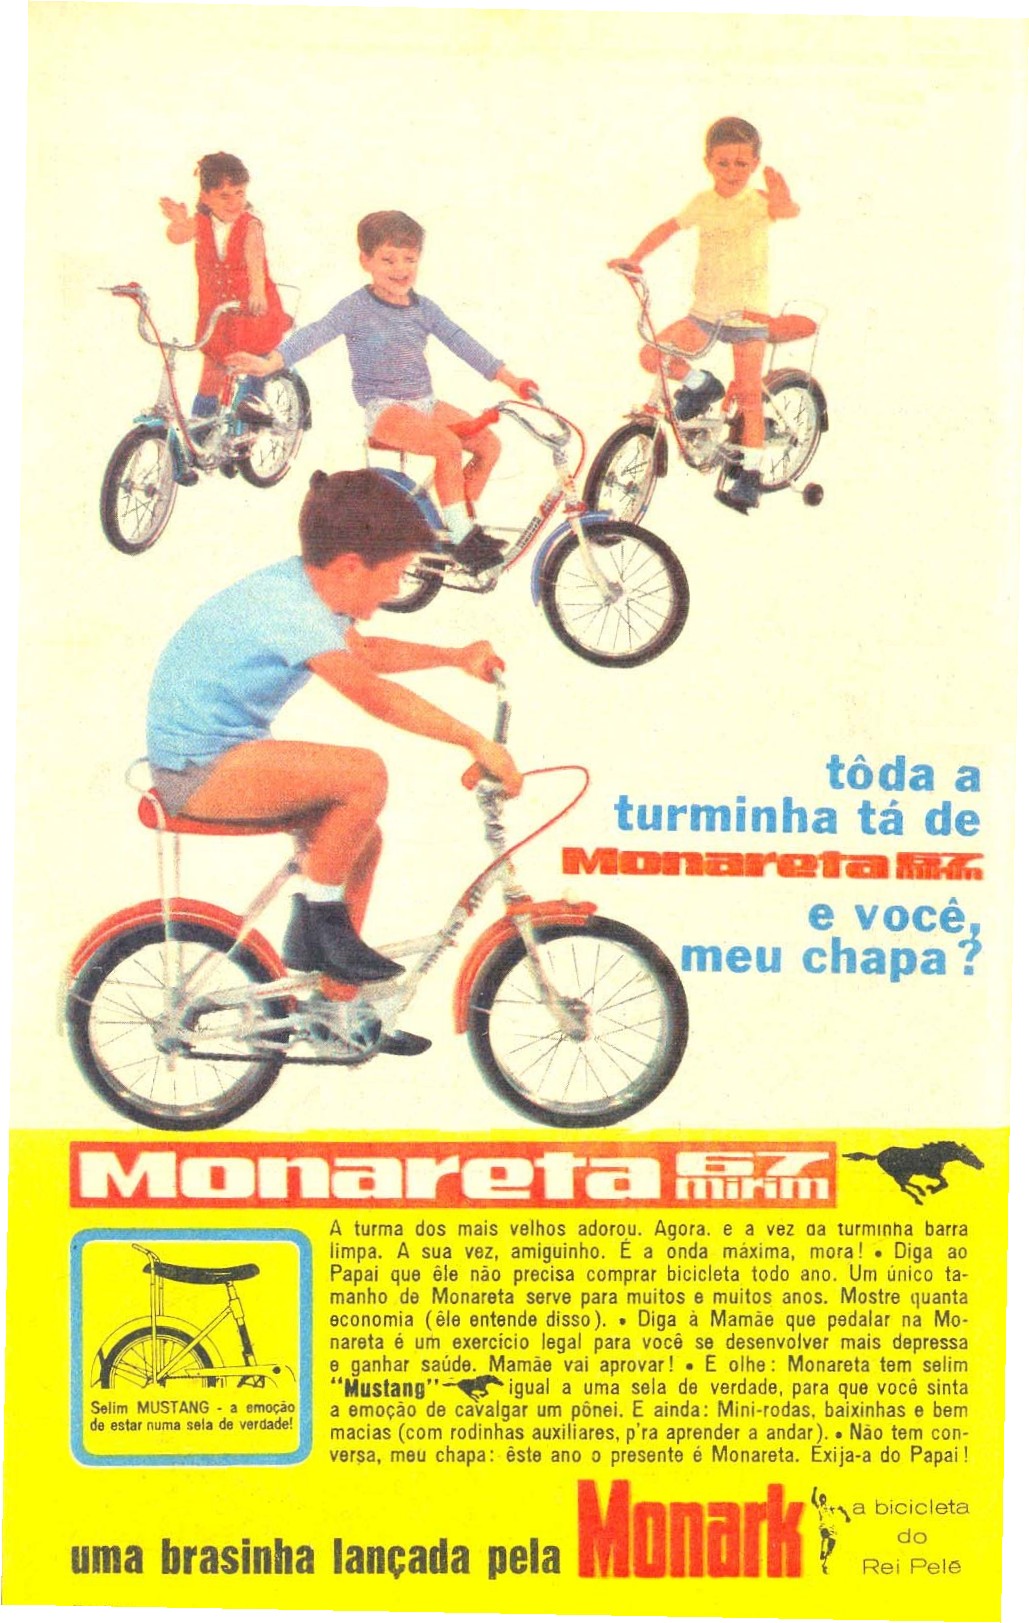 tôda a
turminha tá de
Monareta 67 mirim
e você,
meu chapa?
Monareta 67 mirim
A turma dos mais velhos adorou. Agora. e a vez da turminha barra
limpa. A sua vez, amiguinho. É a onda máxima, mora! • Diga ao
Papai que êle não precisa comprar bicicleta todo ano. Um único ta-
manho de Monareta serve para muitos e muitos anos. Mostre quanta
economia (êle entende disso). • Diga à Mamãe que pedalar na Mo-
nareta é um exercício legal para você se desenvolver mais depressa
e ganhar saúde. Mamãe vai aprovar! • E olhe: Monareta tem selim
"Mustang" igual a uma sela de verdade, para que você sinta
a emoção de cavalgar um pônei. E ainda: Mini-rodas, baixinhas e bem
macias (com rodinhas auxiliares, p'ra aprender a andar). • Não tem con-
versa, meu chapa: êste ano o presente é Monareta. Exija-a do Papai!
Selim MUSTANG - a emoção
de estar numa sela de verdade!
uma brasinha lançada pela Monark
a bicicleta
do
Rei Pelé